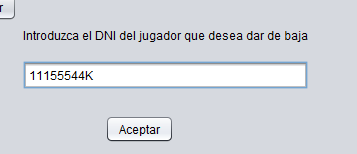 r
Introduzca el DNI del jugador que desea dar de baja
11155544K
Aceptar